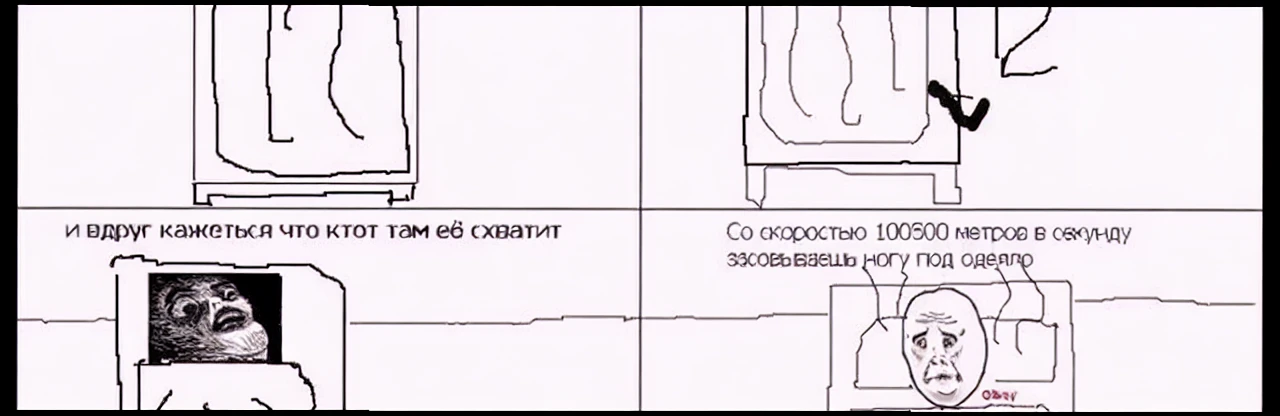 и вдруг кажеться что ктот там её схватит
Со скоростью 100500 метров в секунду
засовываешь ногу под одеяло
okay